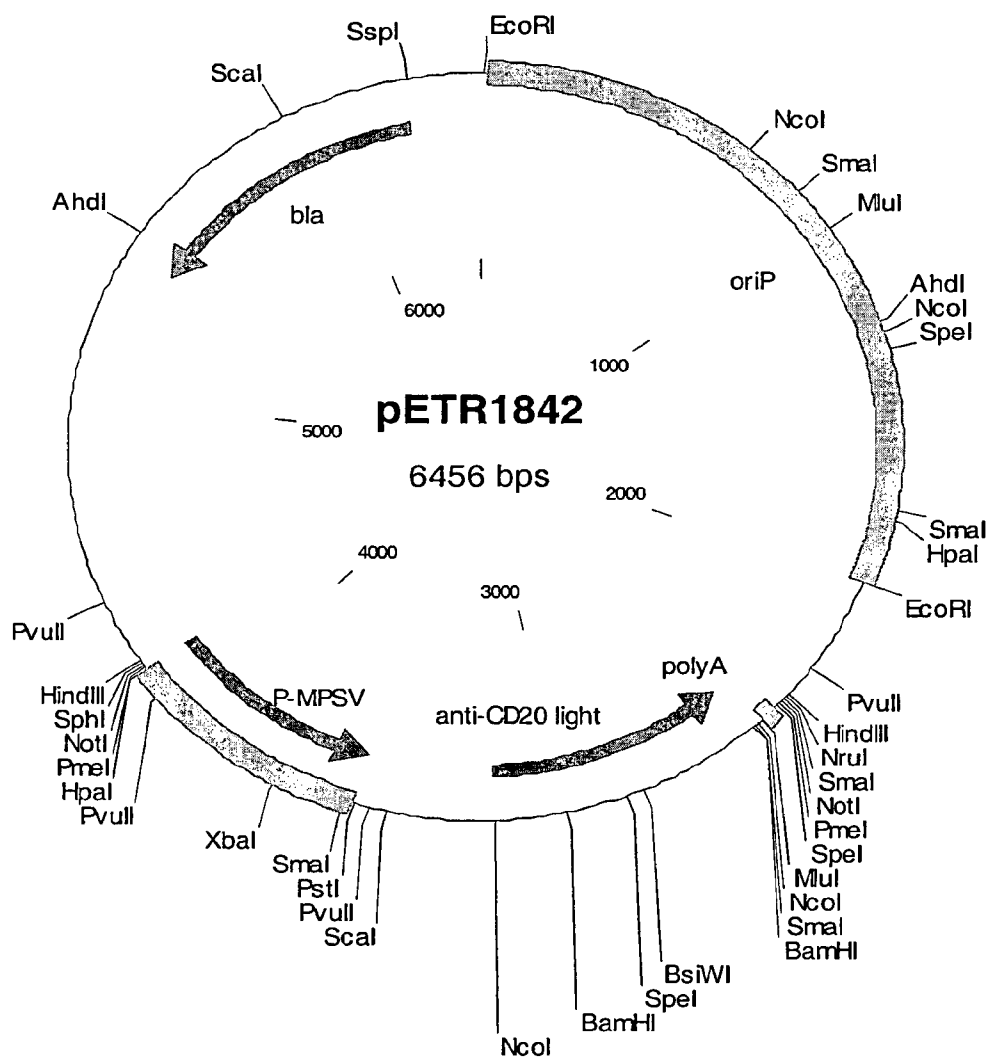 EcoRI
SspI
ScaI
NcoI
SmaI
MluI
AhdI
bla
oriP
AhdI
NcoI
SpeI
6000
1000
pETR1842
5000
6456 bps
2000
SmaI
HpaI
4000
3000
EcoRI
PvuII
polyA
P-MPSV
anti-CD20 light
PvuII
HindIII
SphI
NotI
PmeI
HpaI
PvuII
HindIII
NruI
SmaI
NotI
PmeI
SpeI
XbaI
SmaI
PstI
PvuII
ScaI
MluI
NcoI
SmaI
BamHI
BsiWI
SpeI
BamHI
NcoI